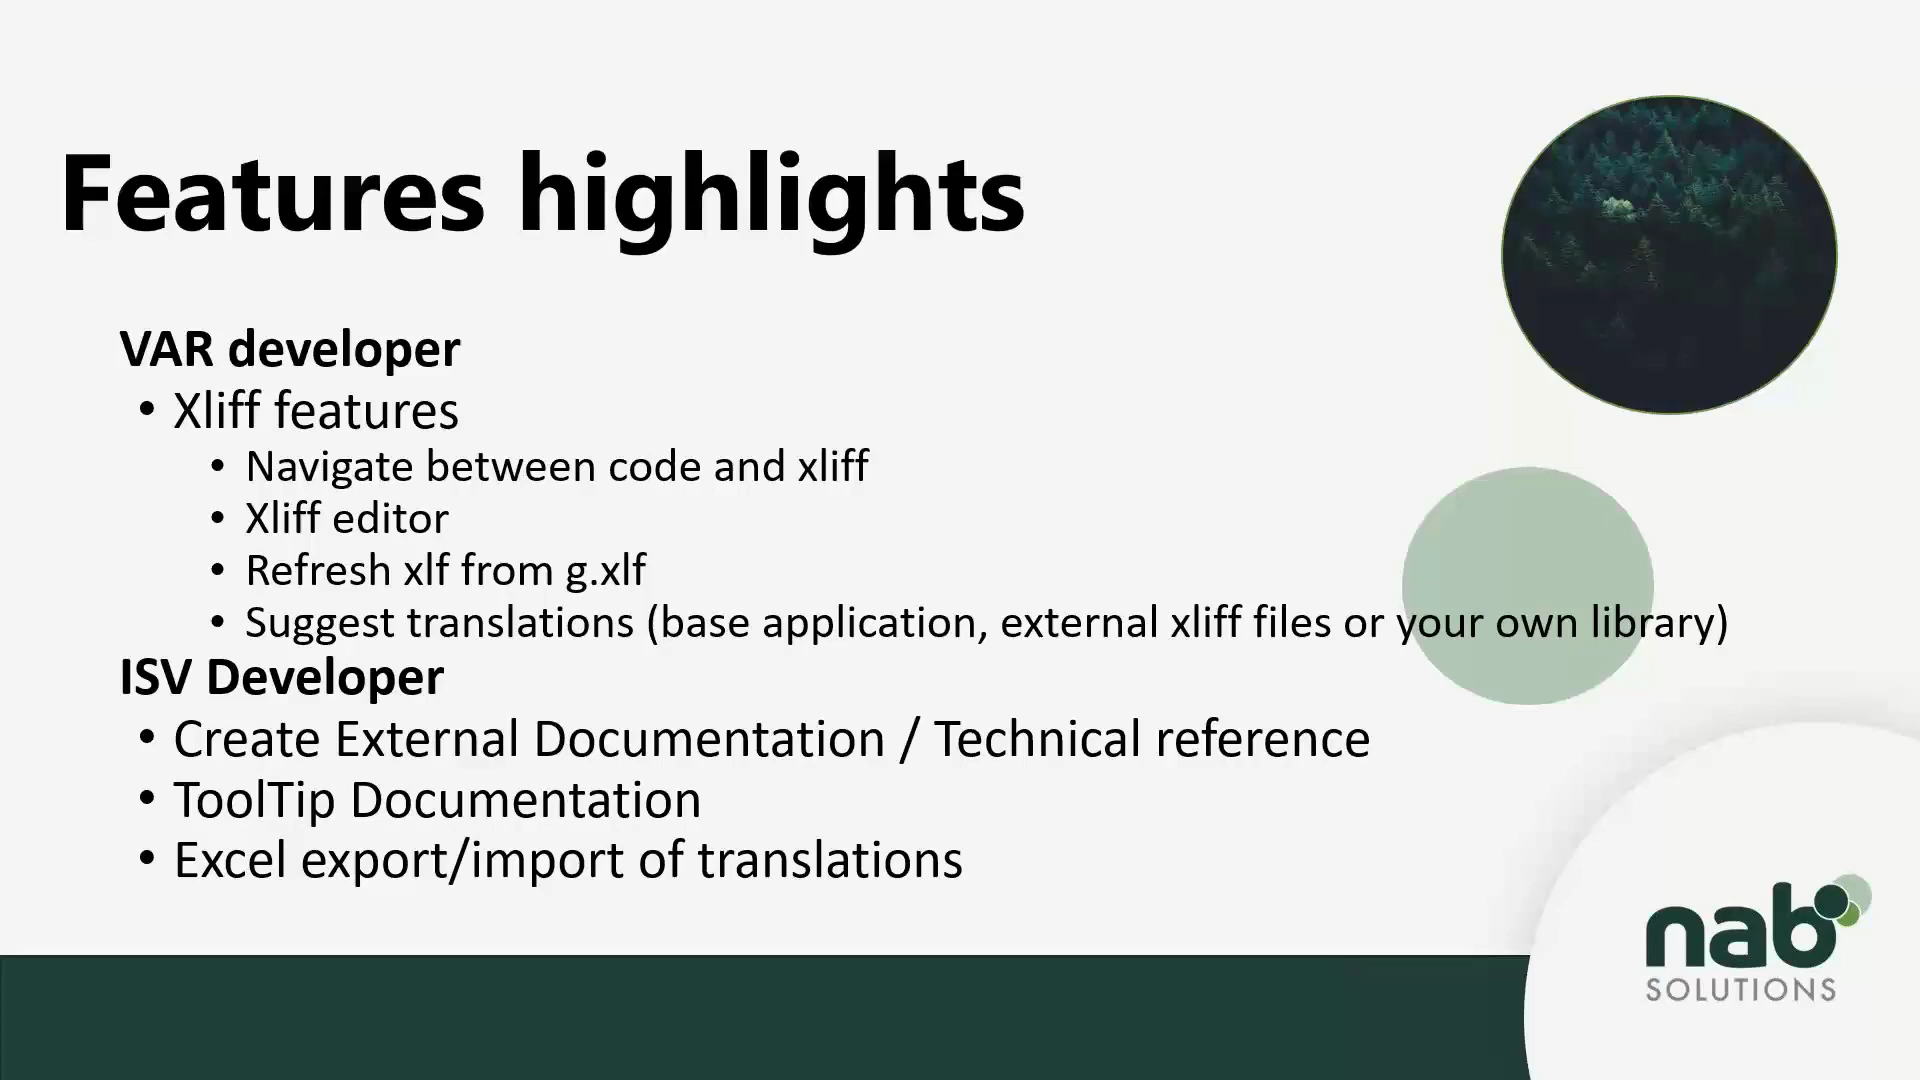 Features highlights
VAR developer
• Xliff features
• Navigate between code and xliff
• Xliff editor
• Refresh xlf from g.xlf
• Suggest translations (base application, external xliff files or your own library)
ISV Developer
• Create External Documentation / Technical reference
• ToolTip Documentation
• Excel export/import of translations
nab
SOLUTIONS